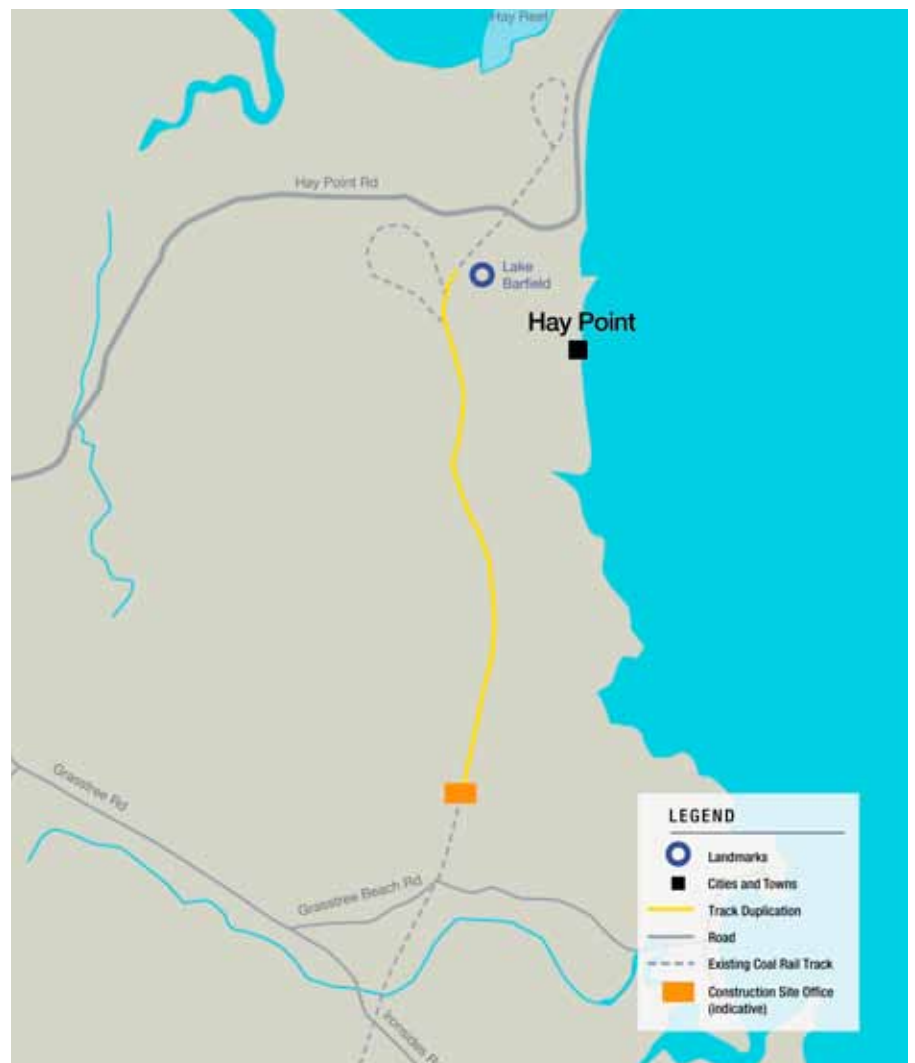 Hay Reef
Hay Point Rd
Lake
Barfield
Hay Point
Grasstree Rd
Grasstree Beach Rd
Ironsides R
LEGEND
Landmarks
Cities and Towns
Track Duplication
Road
Existing Coal Rail Track
Construction Site Office
(indicative)